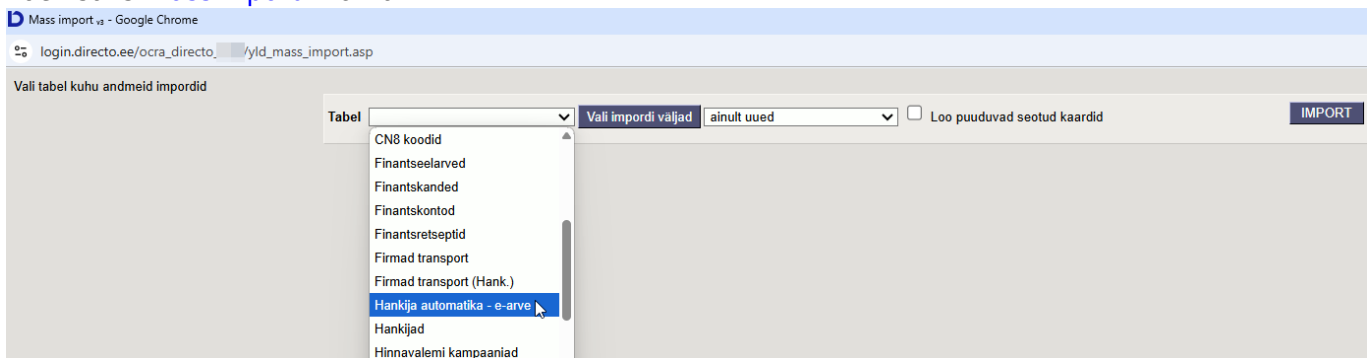 Mass import v3 - Google Chrome
login.directo.ee/ocra_directo_ /yld_mass_import.asp
Vali tabel kuhu andmeid impordid
Tabel Vali impordi väljad ainult uued Loo puuduvad seotud kaardid IMPORT
CN8 koodid
Finantseelarved
Finantskanded
Finantskontod
Finantsretseptid
Firmad transport
Firmad transport (Hank.)
Hankija automatika - e-arve
Hankijad
Hinnavalemi kampaaniad